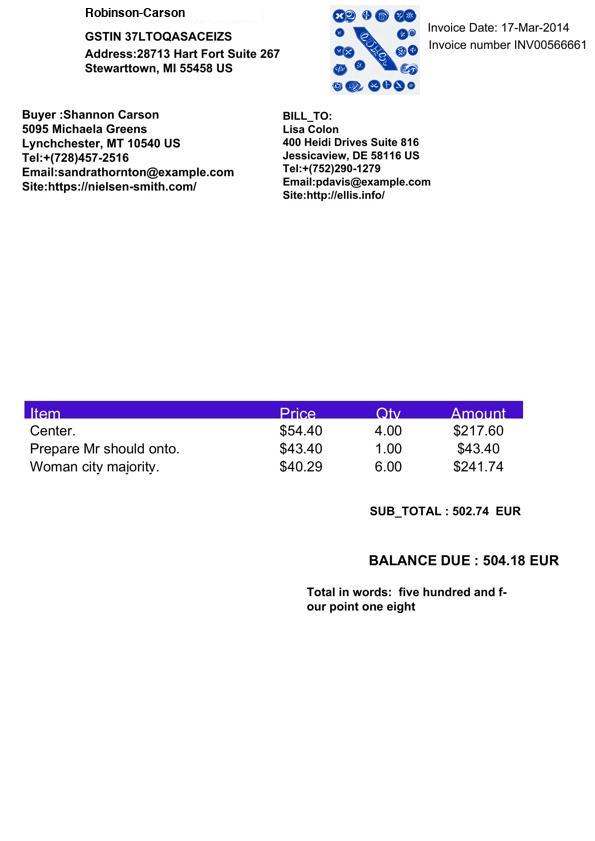 Robinson-Carson
GSTIN 37LTOQASACEIZS
Address:28713 Hart Fort Suite 267
Stewarttown, MI 55458 US
Invoice Date: 17-Mar-2014
Invoice number INV00566661
Buyer :Shannon Carson
5095 Michaela Greens
Lynchchester, MT 10540 US
Tel:+(728)457-2516
Email:sandrathornton@example.com
Site:https://nielsen-smith.com/
BILL_TO:
Lisa Colon
400 Heidi Drives Suite 816
Jessicaview, DE 58116 US
Tel:+(752)290-1279
Email:pdavis@example.com
Site:http://ellis.info/
Item Price Qty Amount
Center. $54.40 4.00 $217.60
Prepare Mr should onto. $43.40 1.00 $43.40
Woman city majority. $40.29 6.00 $241.74
SUB_TOTAL : 502.74 EUR
BALANCE DUE : 504.18 EUR
Total in words: five hundred and f-
our point one eight